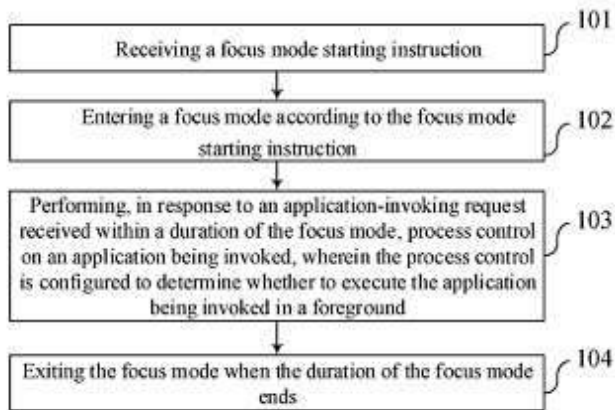 101
Receiving a focus mode starting instruction
Entering a focus mode according to the focus mode
starting instruction
102
Performing, in response to an application-invoking request
received within a duration of the focus mode, process control
on an application being invoked, wherein the process control
is configured to determine whether to execute the application
being invoked in a foreground
103
Exiting the focus mode when the duration of the focus mode
ends
104